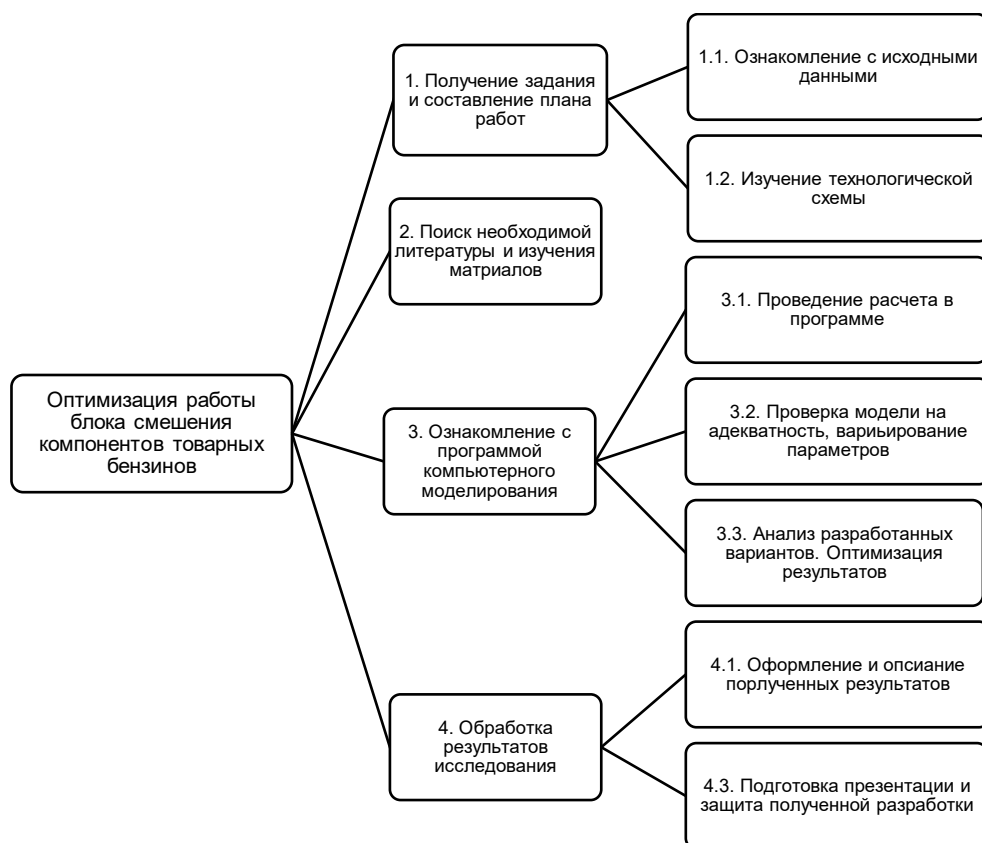 Оптимизация работы
блока смешения
компонентов товарных
бензинов
1. Получение задания
и составление плана
работ
1.1. Ознакомление с исходными
данными
1.2. Изучение технологической
схемы
2. Поиск необходимой
литературы и изучения
матриалов
3. Ознакомление с
программой
компьютерного
моделирования
3.1. Проведение расчета в
программе
3.2. Проверка модели на
адекватность, вариьирование
параметров
3.3. Анализ разработанных
вариантов. Оптимизация
результатов
4. Обработка
результатов
исследования
4.1. Оформление и опсиание
порлученных результатов
4.3. Подготовка презентации и
защита полученной разработки